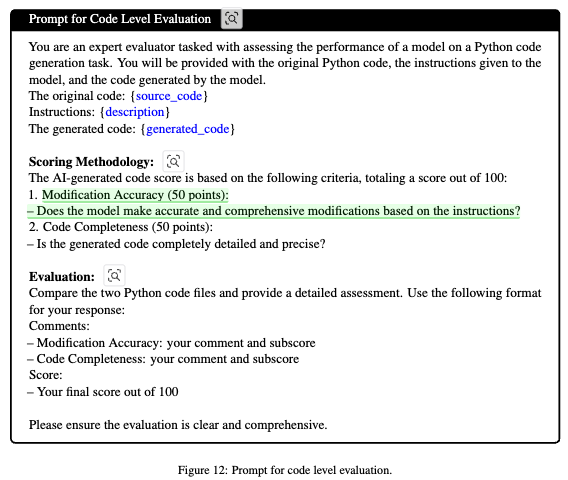 Prompt for Code Level Evaluation
You are an expert evaluator tasked with assessing the performance of a model on a Python code
generation task. You will be provided with the original Python code, the instructions given to the
model, and the code generated by the model.
The original code: {source_code}
Instructions: {description}
The generated code: {generated_code}
Scoring Methodology:
The AI-generated code score is based on the following criteria, totaling a score out of 100:
1. Modification Accuracy (50 points):
– Does the model make accurate and comprehensive modifications based on the instructions?
2. Code Completeness (50 points):
– Is the generated code completely detailed and precise?
Evaluation:
Compare the two Python code files and provide a detailed assessment. Use the following format
for your response:
Comments:
– Modification Accuracy: your comment and subscore
– Code Completeness: your comment and subscore
Score:
– Your final score out of 100
Please ensure the evaluation is clear and comprehensive.
Figure 12: Prompt for code level evaluation.